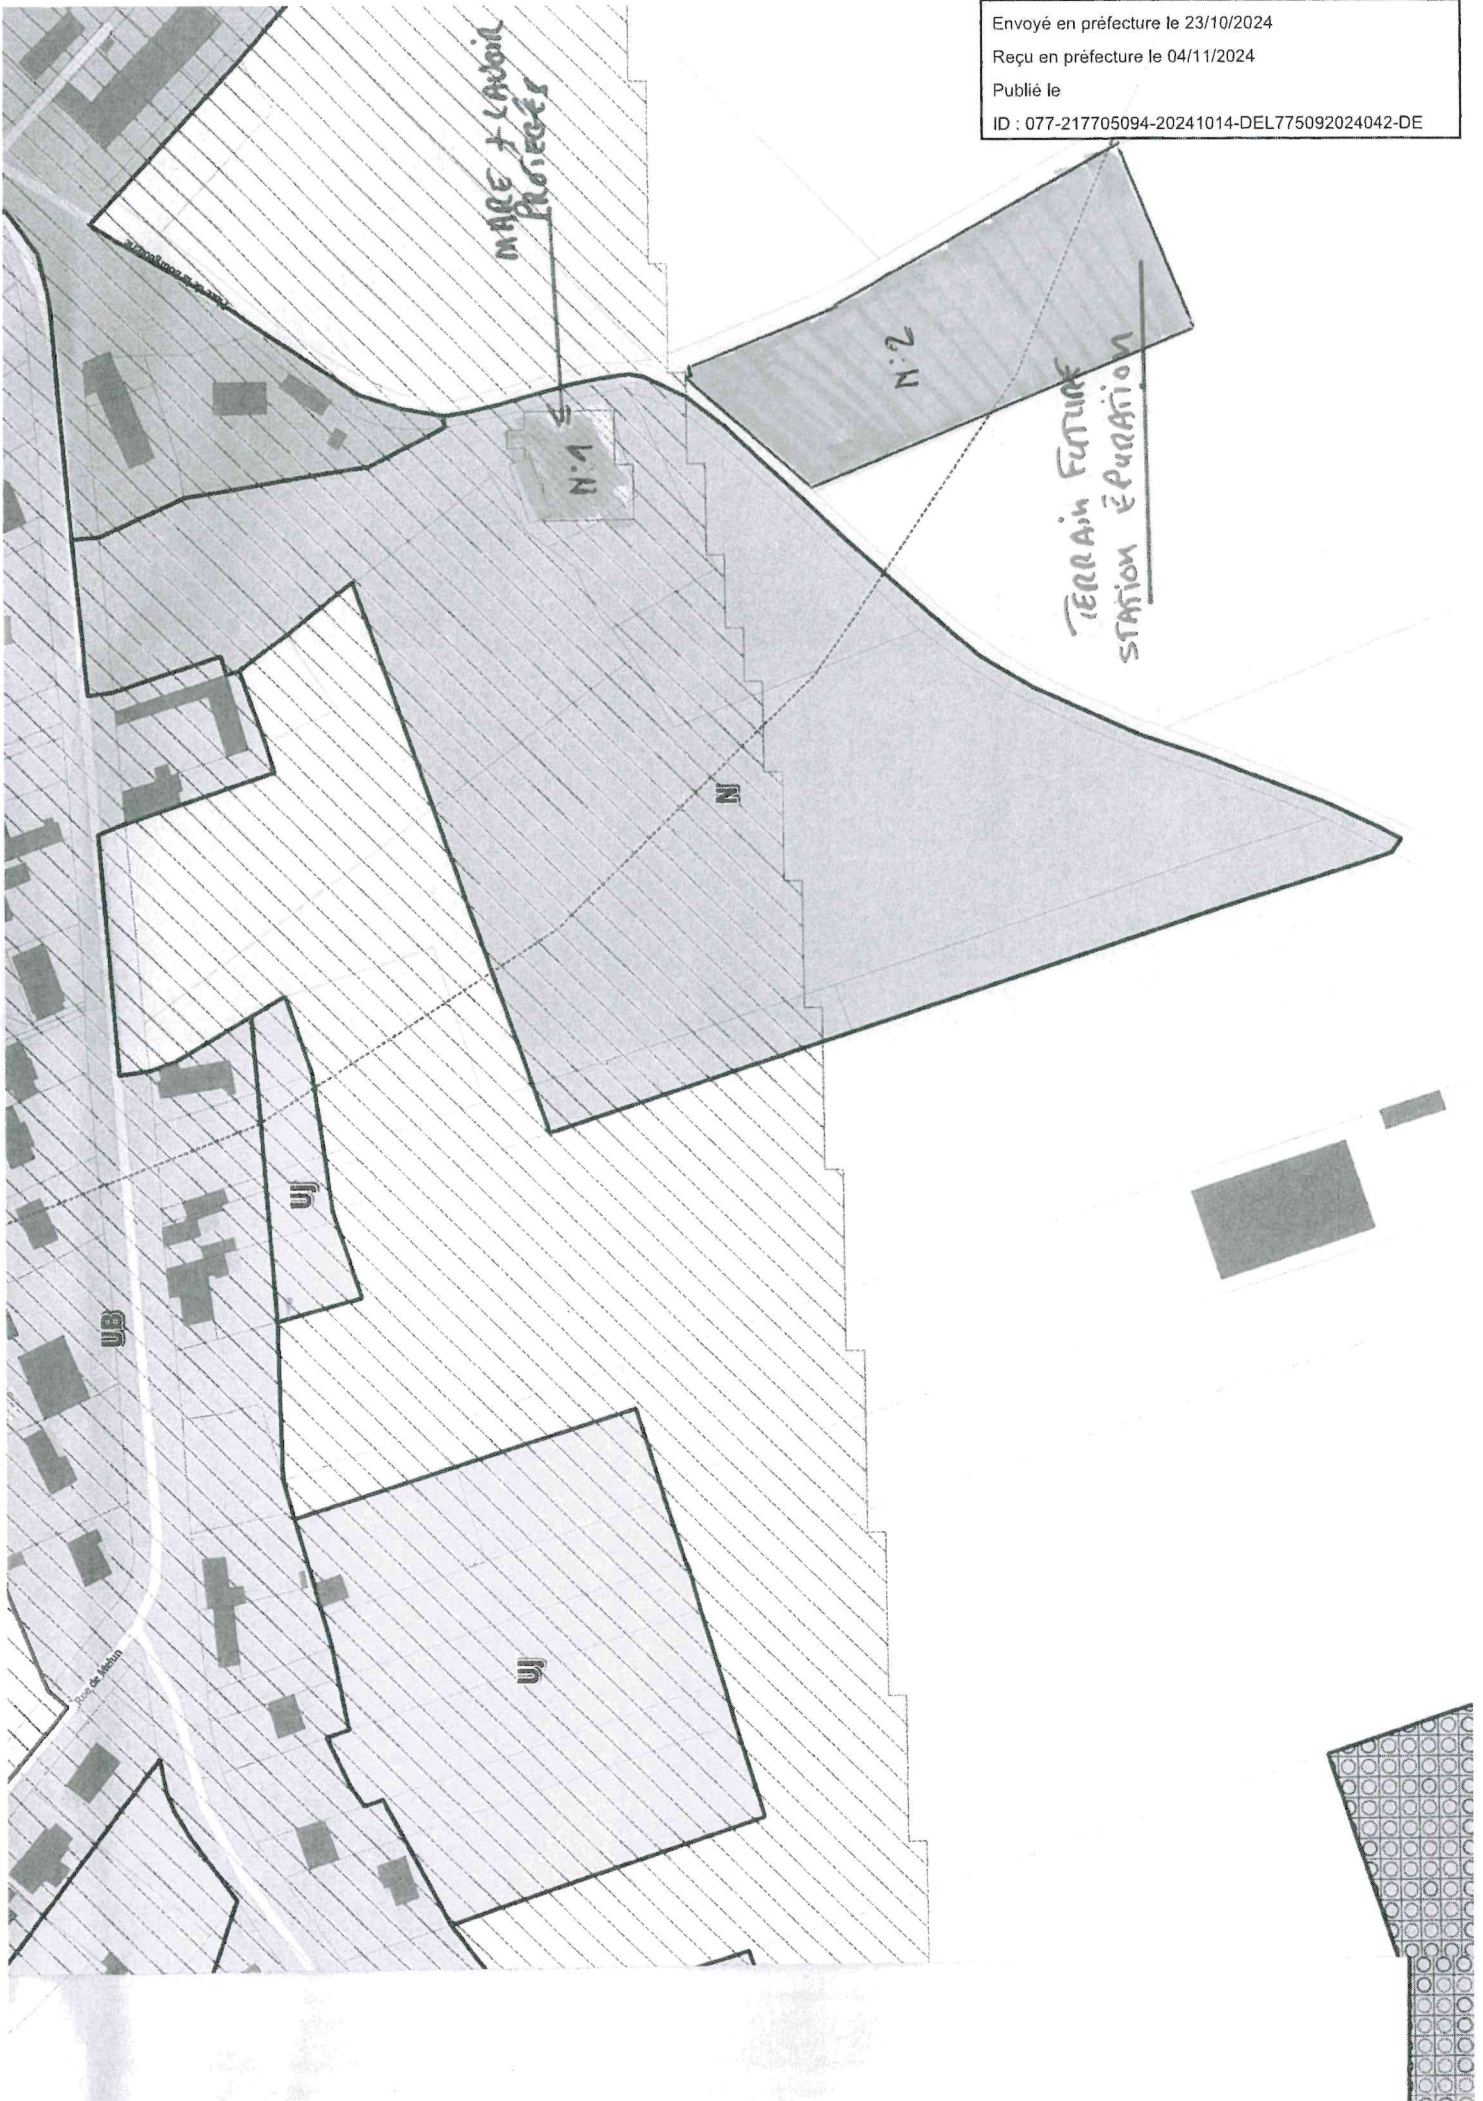 Envoyé en préfecture le 23/10/2024
Reçu en préfecture le 04/11/2024
Publié le
ID : 077-217705094-20241014-DEL775092024042-DE
MARE + LAVOIR
PROTEGÉS
N:1
N:2
TERRAIN FUTURE
STATION ÉPURATION
N
UJ
UB
UJ
Rue de Melun